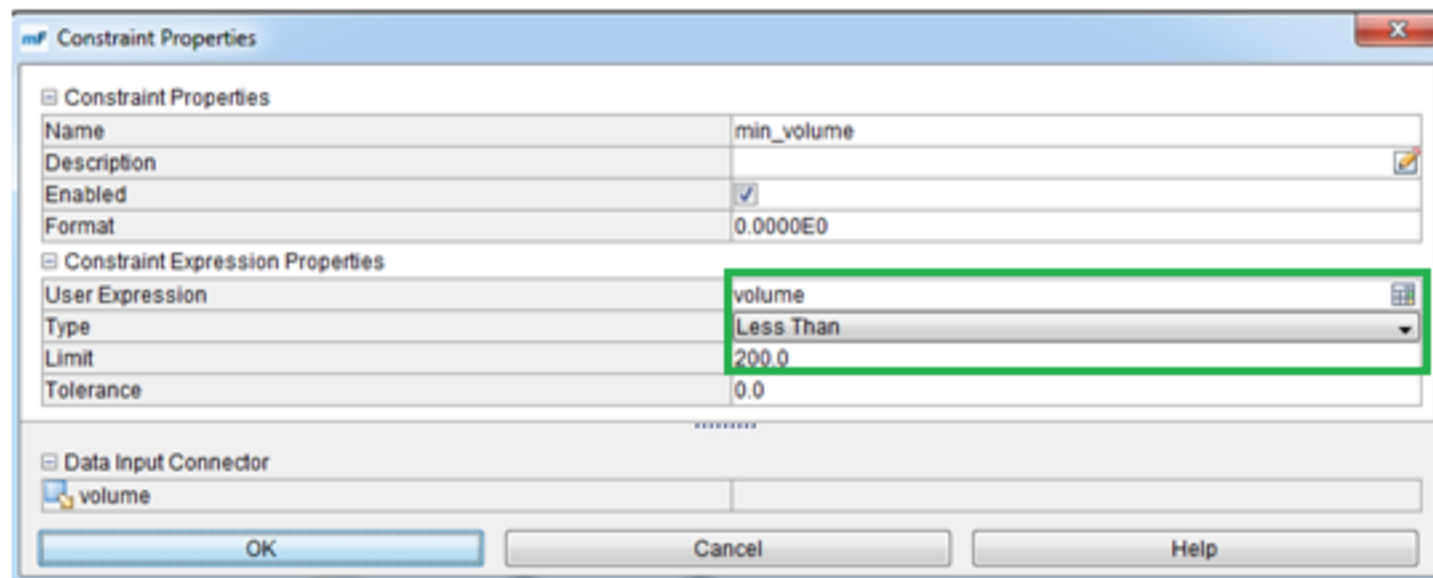 mF Constraint Properties
Constraint Properties
Name min_volume
Description
Enabled
Format 0.0000E0
Constraint Expression Properties
User Expression volume
Type Less Than
Limit 200.0
Tolerance 0.0
Data Input Connector
volume
OK Cancel Help